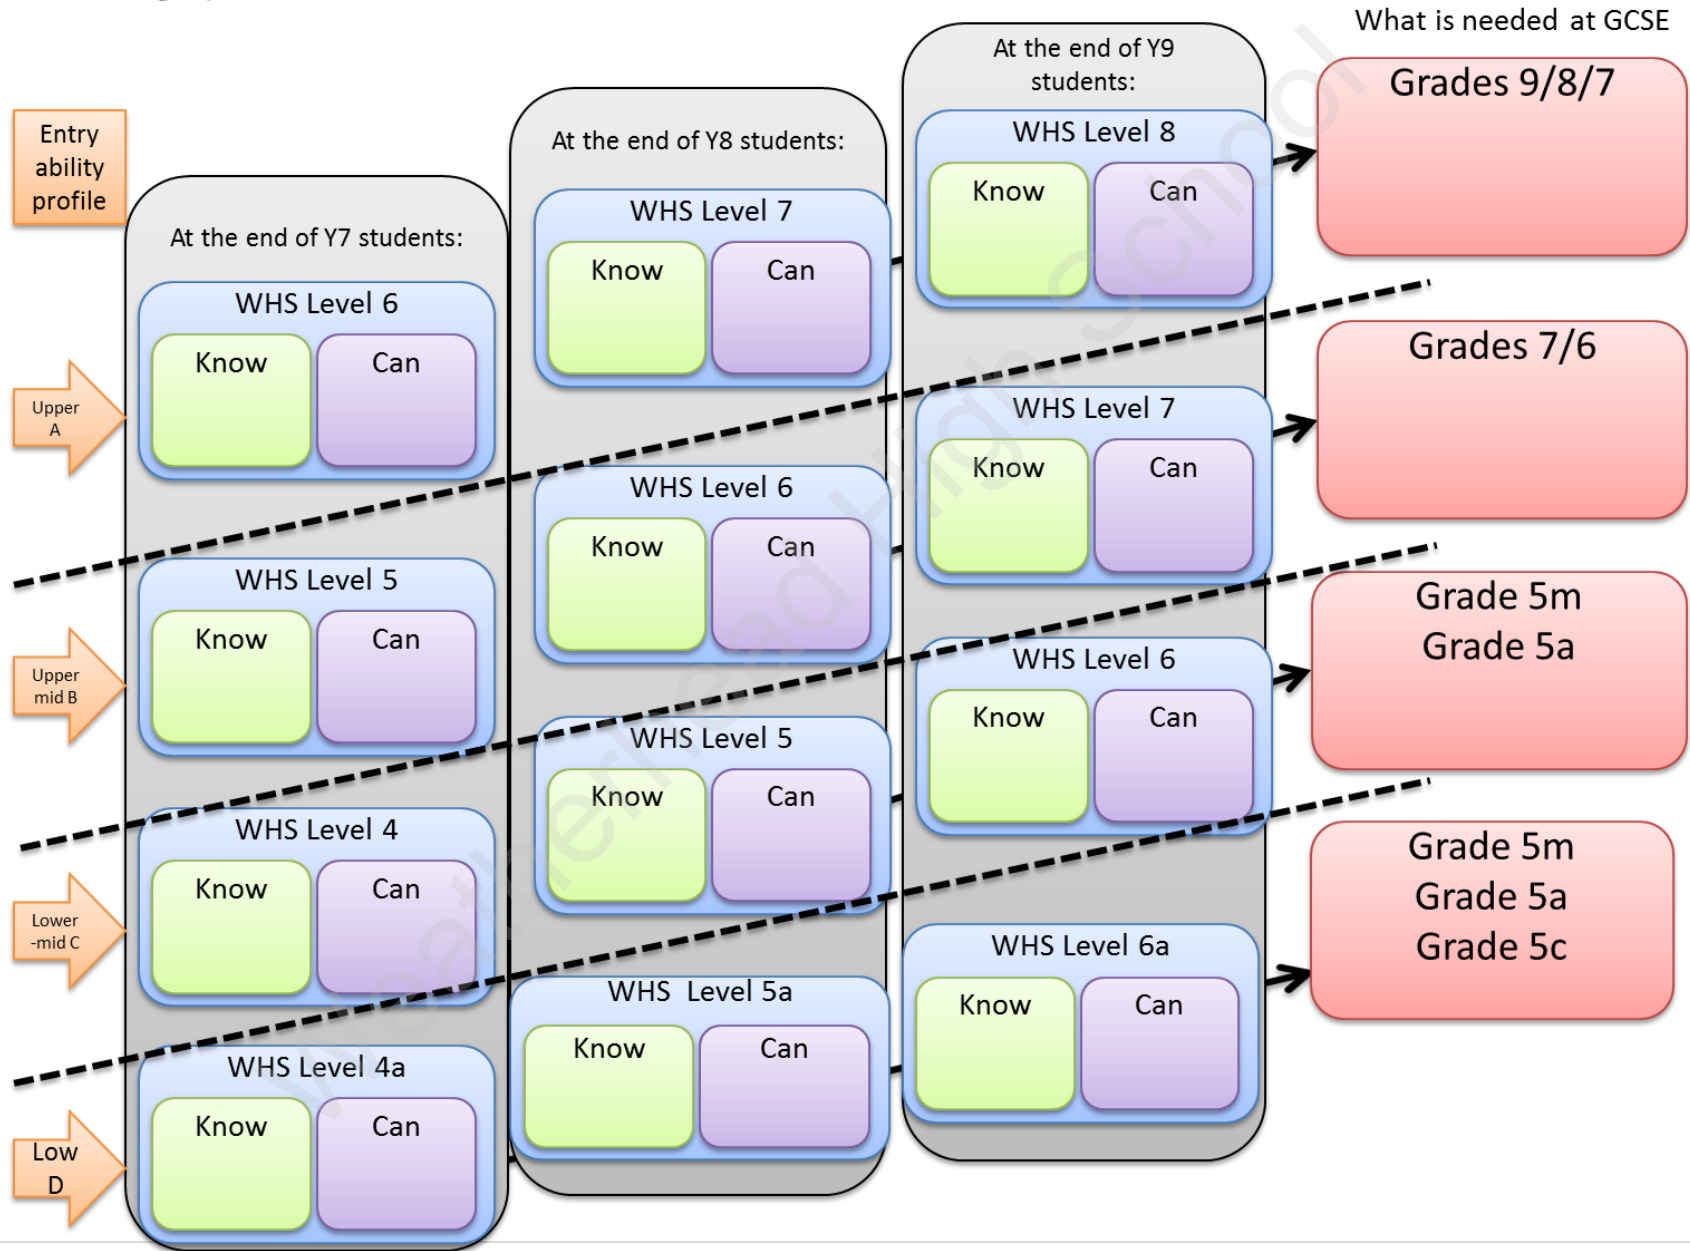 What is needed at GCSE
Entry
ability
profile
At the end of Y7 students:
WHS Level 6
Know
Can
WHS Level 5
Know
Can
WHS Level 4
Know
Can
WHS Level 4a
Know
Can
At the end of Y8 students:
WHS Level 7
Know
Can
WHS Level 6
Know
Can
WHS Level 5
Know
Can
WHS Level 5a
Know
Can
At the end of Y9
students:
WHS Level 8
Know
Can
WHS Level 7
Know
Can
WHS Level 6
Know
Can
WHS Level 6a
Know
Can
Grades 9/8/7
Grades 7/6
Grade 5m
Grade 5a
Grade 5m
Grade 5a
Grade 5c
Upper
A
Upper
mid B
Lower
-mid C
Low
D
Weatherhead High School